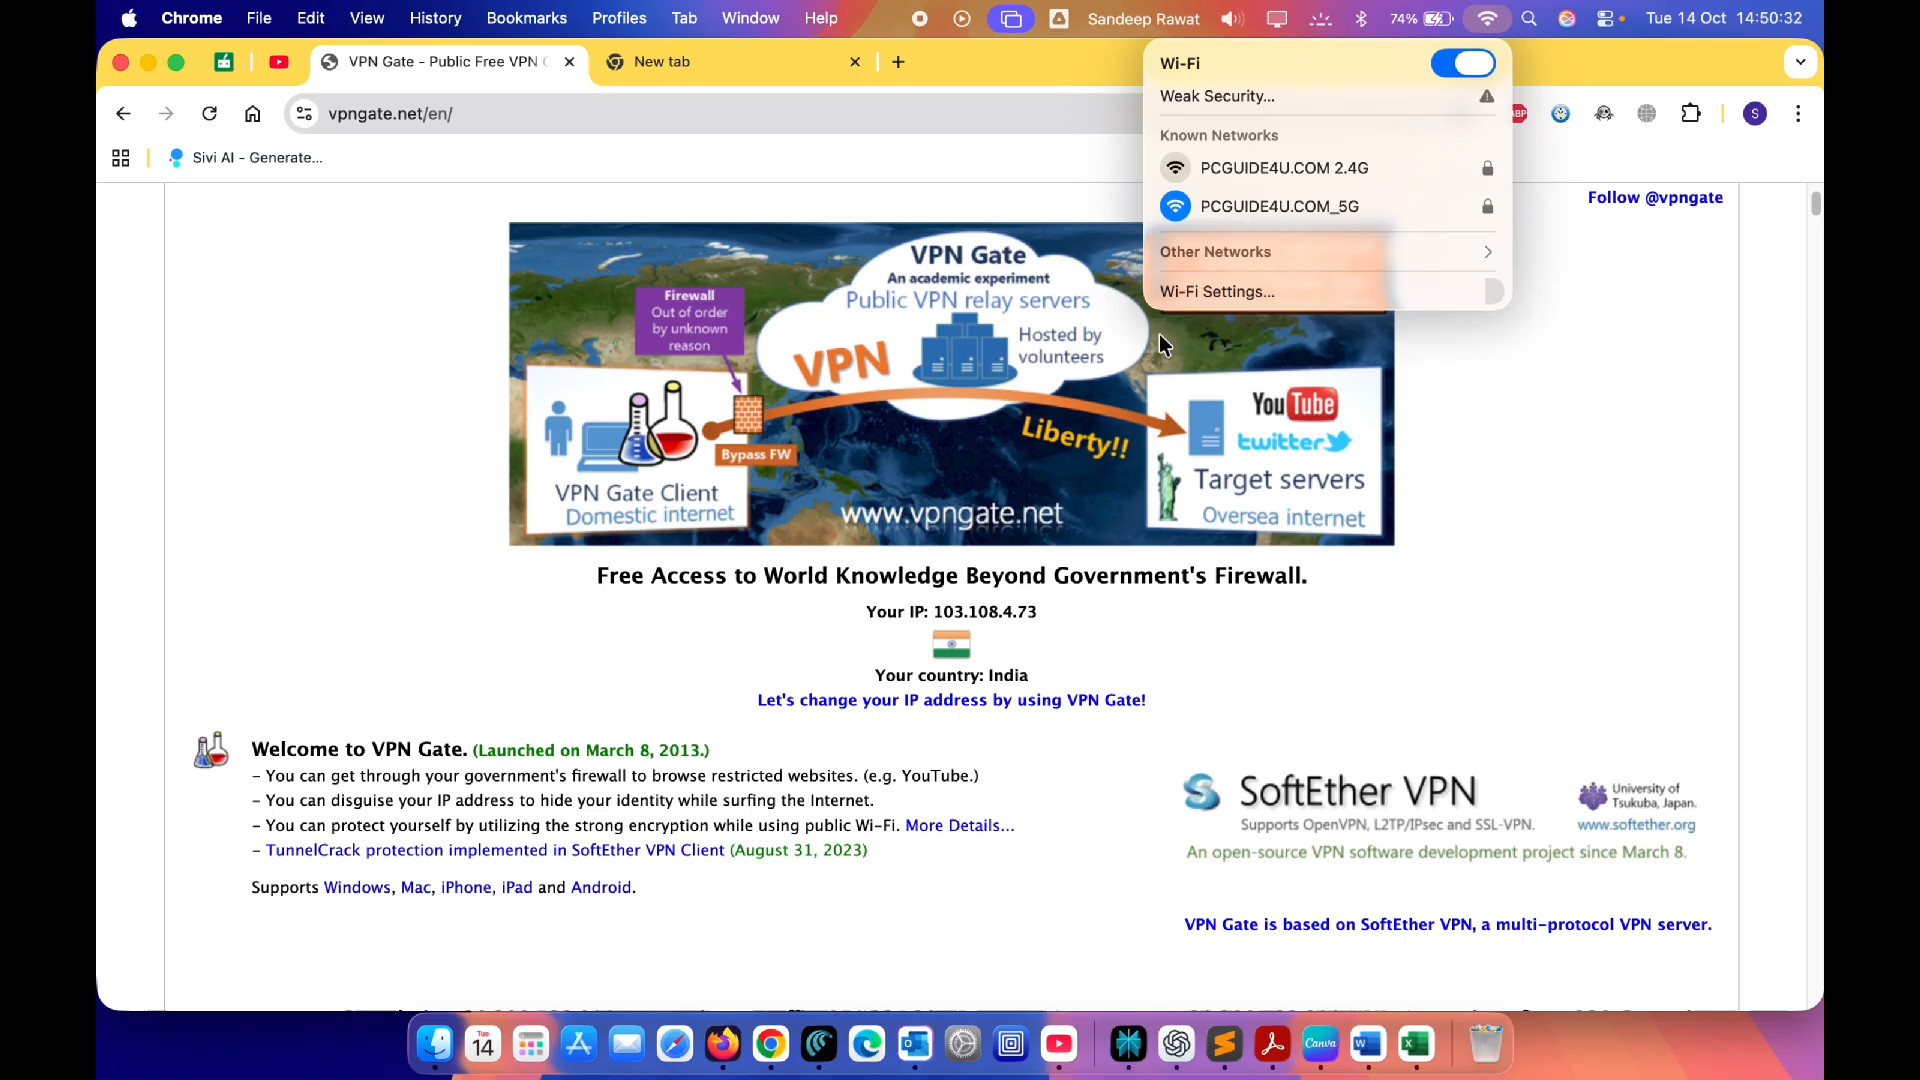 Chrome File Edit View History Bookmarks Profiles Tab Window Help Sandeep Rawat 74% Tue 14 Oct 14:50:32
VPN Gate - Public Free VPN New tab
vpngate.net/en/ ABP S
Sivi AI - Generate...
Wi-Fi
Weak Security...
Known Networks
PCGUIDE4U.COM 2.4G
PCGUIDE4U.COM_5G
Other Networks
Wi-Fi Settings...
Follow @vpngate
VPN Gate
An academic experiment
Public VPN relay servers
Hosted by
volunteers
Firewall
Out of order
by unknown
reason
VPN
Liberty!!
Bypass FW
VPN Gate Client
Domestic internet
www.vpngate.net
YouTube
twitter
Target servers
Oversea internet
Free Access to World Knowledge Beyond Government's Firewall.
Your IP: 103.108.4.73
Your country: India
Let's change your IP address by using VPN Gate!
Welcome to VPN Gate. (Launched on March 8, 2013.)
- You can get through your government's firewall to browse restricted websites. (e.g. YouTube.)
- You can disguise your IP address to hide your identity while surfing the Internet.
- You can protect yourself by utilizing the strong encryption while using public Wi-Fi. More Details...
- TunnelCrack protection implemented in SoftEther VPN Client (August 31, 2023)
Supports Windows, Mac, iPhone, iPad and Android.
SoftEther VPN
Supports OpenVPN, L2TP/IPsec and SSL-VPN.
University of
Tsukuba, Japan.
www.softether.org
An open-source VPN software development project since March 8.
VPN Gate is based on SoftEther VPN, a multi-protocol VPN server.
Tue
14
Canva